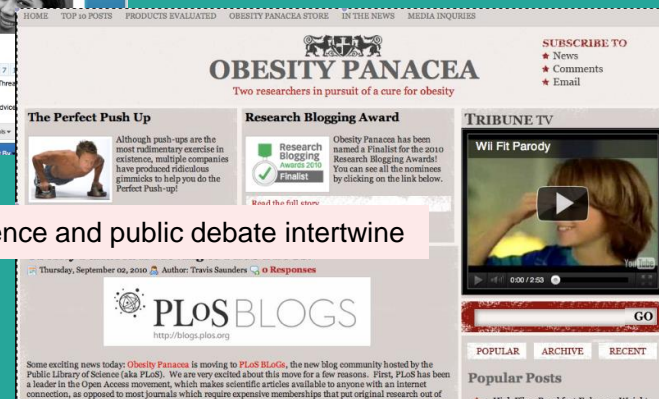 HOME TOP 10 POSTS PRODUCTS EVALUATED OBESITY PANACEA STORE IN THE NEWS MEDIA INQURIES
OBESITY PANACEA
Two researchers in pursuit of a cure for obesity
SUBSCRIBE TO
★ News
★ Comments
★ Email
The Perfect Push Up
Although push-ups are the
most rudimentary exercise in
existence, multiple companies
have produced ridiculous
gimmicks to help you do the
Perfect Push-up!
Research Blogging Award
Research
Blogging
Awards 2010
Finalist
Obesity Panacea has been
named a Finalist for the 2010
Research Blogging Awards!
You can see all the nominees
by clicking on the link below.
Read the full story
TRIBUNE TV
Wii Fit Parody
YouTube
0:00 / 2:53
ence and public debate intertwine
Thursday, September 02, 2010 Author: Travis Saunders 0 Responses
PLoS BLOGS
http://blogs.plos.org
Some exciting news today: Obesity Panacea is moving to PLoS BLoGs, the new blog community hosted by the
Public Library of Science (aka PLoS). We are very excited about this move for a few reasons. First, PLoS has been
a leader in the Open Access movement, which makes scientific articles available to anyone with an internet
connection, as opposed to most journals which require expensive memberships that put original research out of
GO
POPULAR ARCHIVE RECENT
Popular Posts